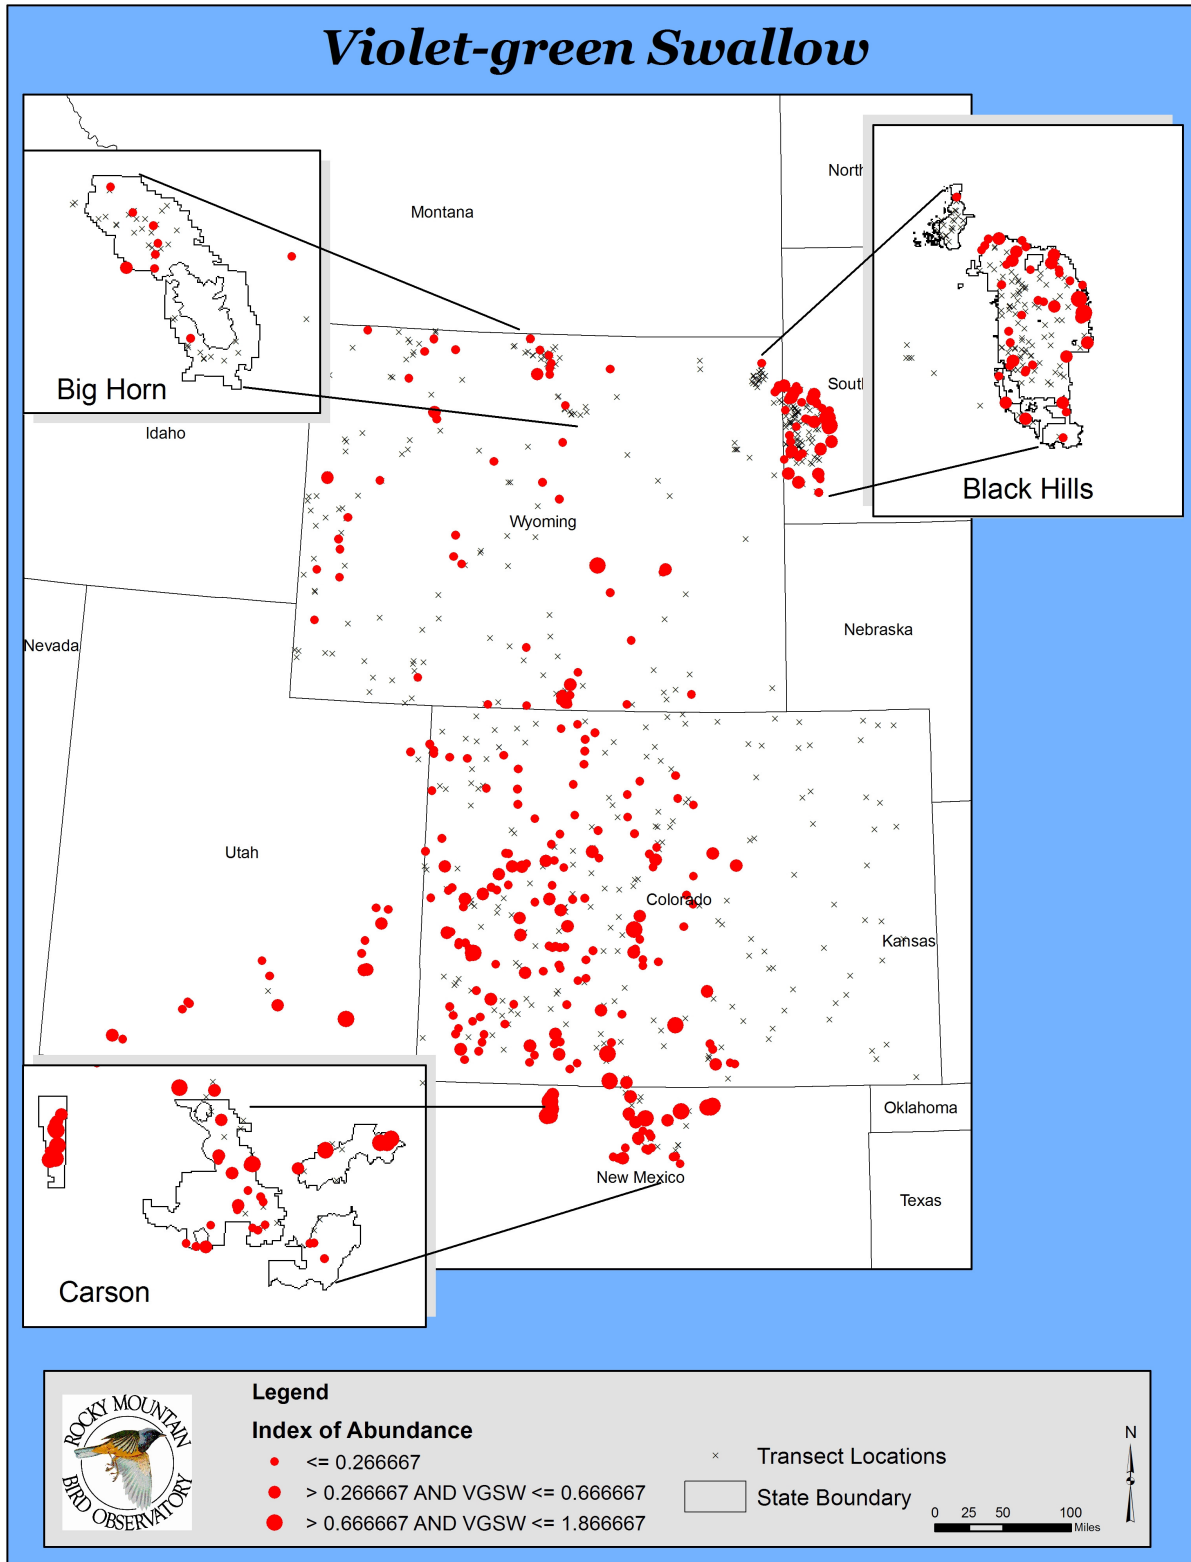 Violet-green Swallow
Montana
North
Big Horn
Idaho
South
Black Hills
Wyoming
Nevada
Nebraska
Utah
Colorado
Kansas
Oklahoma
New Mexico
Texas
Carson
Legend
Index of Abundance
<= 0.266667
> 0.266667 AND VGSW <= 0.666667
> 0.666667 AND VGSW <= 1.866667
Transect Locations
State Boundary
N
0 25 50 100
Miles
ROCKY MOUNTAIN
BIRD OBSERVATORY